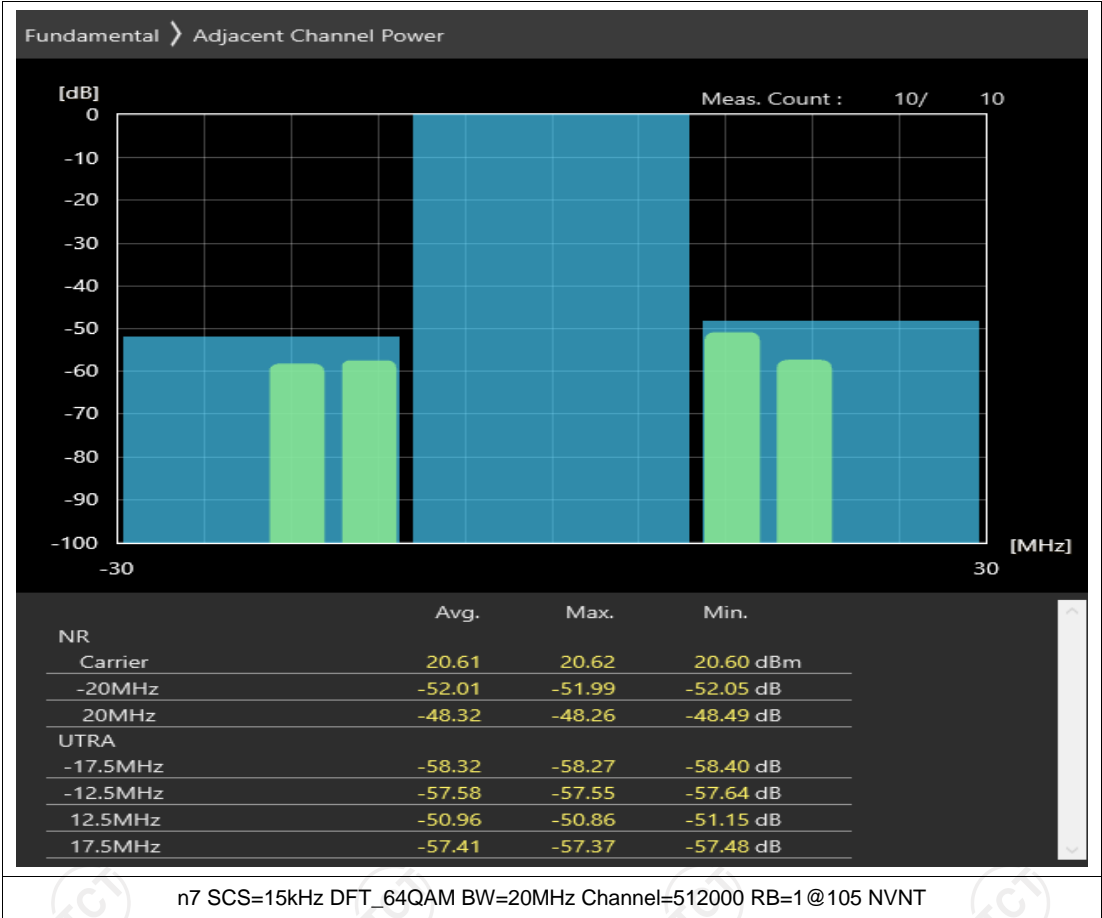 Fundamental ❯ Adjacent Channel Power
[dB]
Meas. Count : 10/ 10
0
-10
-20
-30
-40
-50
-60
-70
-80
-90
-100
[MHz]
-30 30
Avg. Max. Min.
NR
Carrier 20.61 20.62 20.60 dBm
-20MHz -52.01 -51.99 -52.05 dB
20MHz -48.32 -48.26 -48.49 dB
UTRA
-17.5MHz -58.32 -58.27 -58.40 dB
-12.5MHz -57.58 -57.55 -57.64 dB
12.5MHz -50.96 -50.86 -51.15 dB
17.5MHz -57.41 -57.37 -57.48 dB
n7 SCS=15kHz DFT_64QAM BW=20MHz Channel=512000 RB=1@105 NVNT
TCT TCT TCT